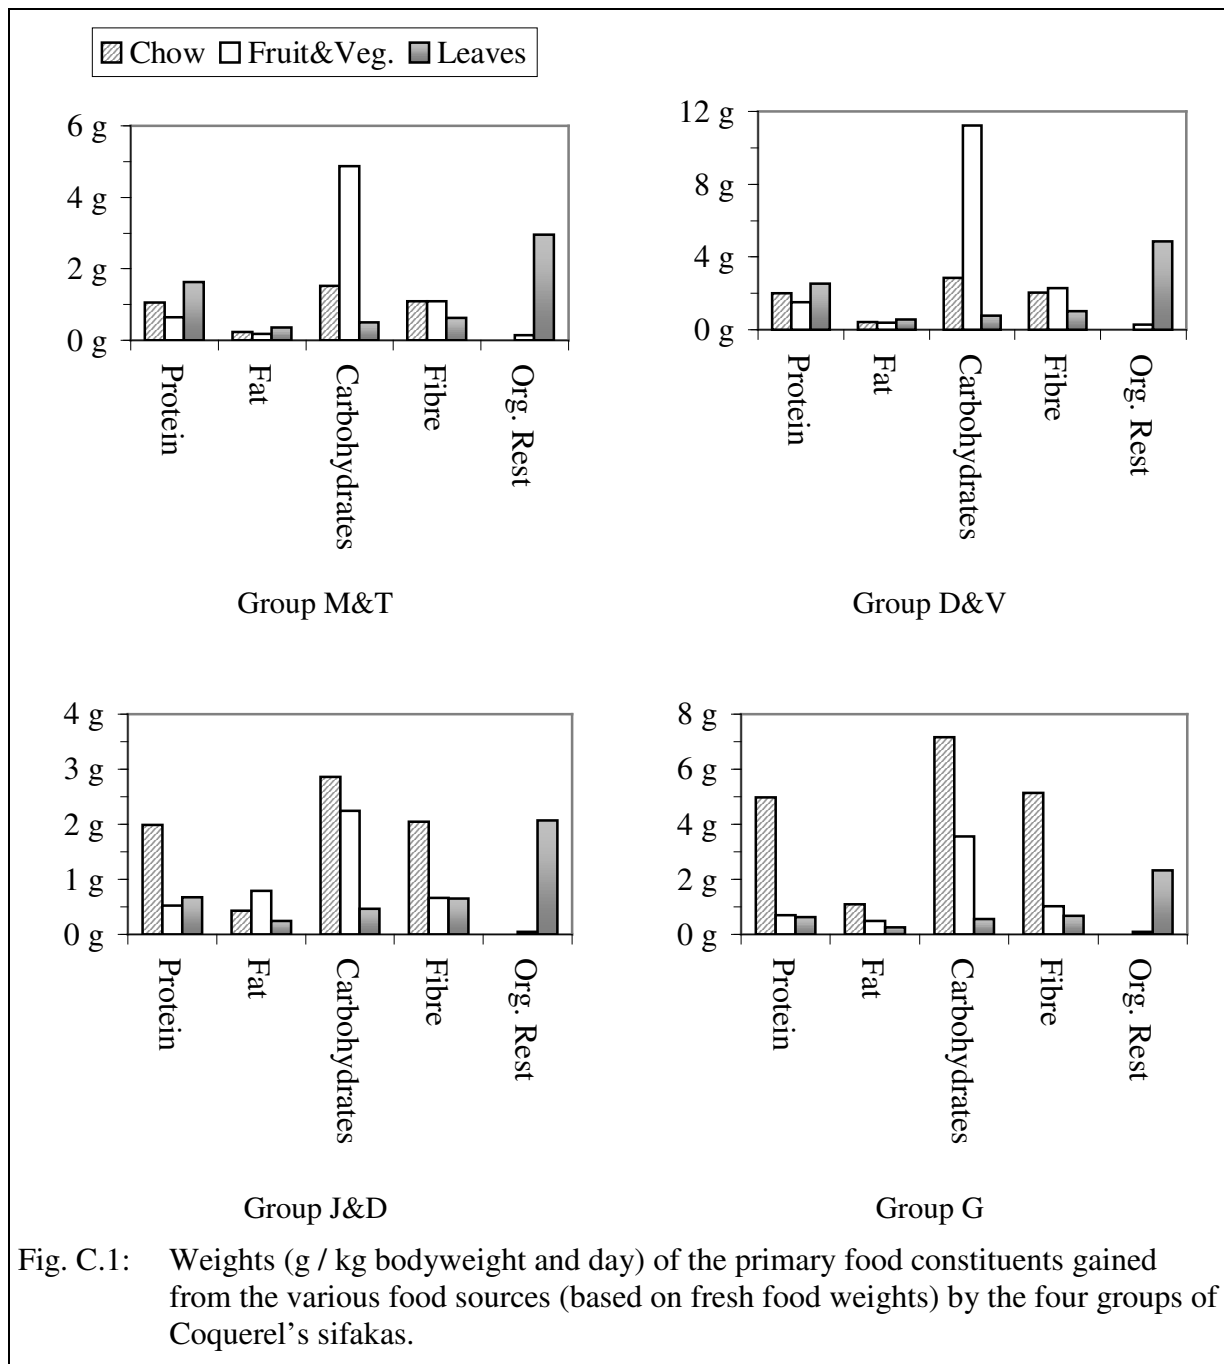 Chow Fruit&Veg. Leaves
6 g
4 g
2 g
0 g
Protein
Fat
Carbohydrates
Fibre
Org. Rest
Group M&T
12 g
8 g
4 g
0 g
Protein
Fat
Carbohydrates
Fibre
Org. Rest
Group D&V
4 g
3 g
2 g
1 g
0 g
Protein
Fat
Carbohydrates
Fibre
Org. Rest
Group J&D
8 g
6 g
4 g
2 g
0 g
Protein
Fat
Carbohydrates
Fibre
Org. Rest
Group G
Fig. C.1: Weights (g / kg bodyweight and day) of the primary food constituents gained
from the various food sources (based on fresh food weights) by the four groups of
Coquerel's sifakas.